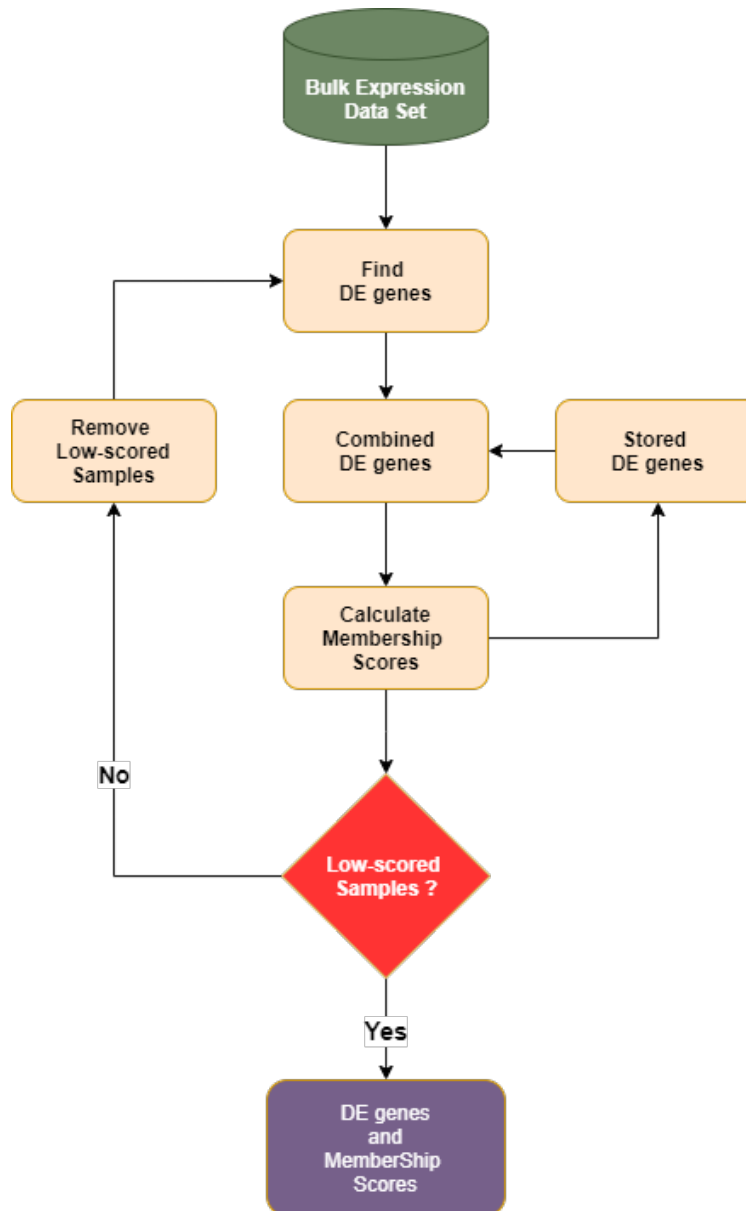 Bulk Expression
Data Set
Find
DE genes
Remove
Low-scored
Samples
Combined
DE genes
Stored
DE genes
Calculate
Membership
Scores
No
Low-scored
Samples ?
Yes
DE genes
and
MemberShip
Scores